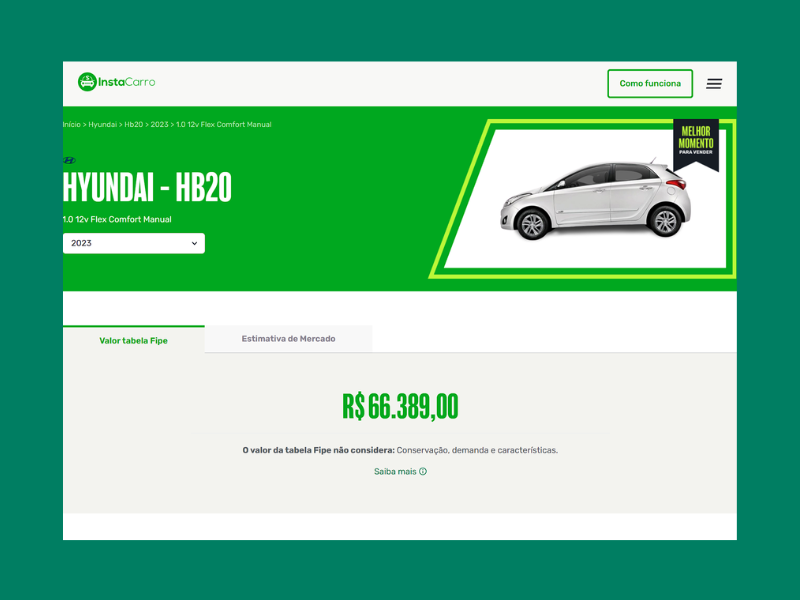 InstaCarro
Como funciona
Início > Hyundai > Hb20 > 2023 > 1.0 12v Flex Comfort Manual
MELHOR
MOMENTO
PARA VENDER
HYUNDAI - HB20
1.0 12v Flex Comfort Manual
2023
Valor tabela Fipe
Estimativa de Mercado
R$ 66.389,00
O valor da tabela Fipe não considera: Conservação, demanda e características.
Saiba mais